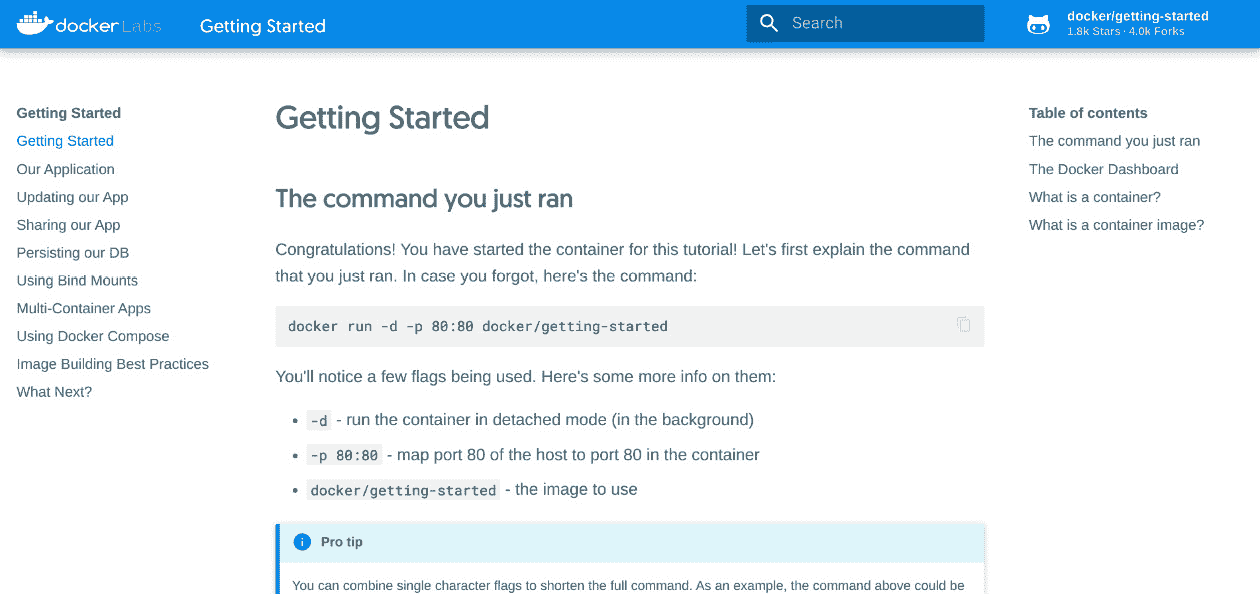 docker Labs
Getting Started
Search
docker/getting-started
1.8k Stars · 4.0k Forks
Getting Started
Getting Started
Our Application
Updating our App
Sharing our App
Persisting our DB
Using Bind Mounts
Multi-Container Apps
Using Docker Compose
Image Building Best Practices
What Next?
Getting Started
The command you just ran
Congratulations! You have started the container for this tutorial! Let's first explain the command
that you just ran. In case you forgot, here's the command:
docker run -d -p 80:80 docker/getting-started
You'll notice a few flags being used. Here's some more info on them:
• -d - run the container in detached mode (in the background)
• -p 80:80 - map port 80 of the host to port 80 in the container
• docker/getting-started - the image to use
Pro tip
You can combine single character flags to shorten the full command. As an example, the command above could be
Table of contents
The command you just ran
The Docker Dashboard
What is a container?
What is a container image?